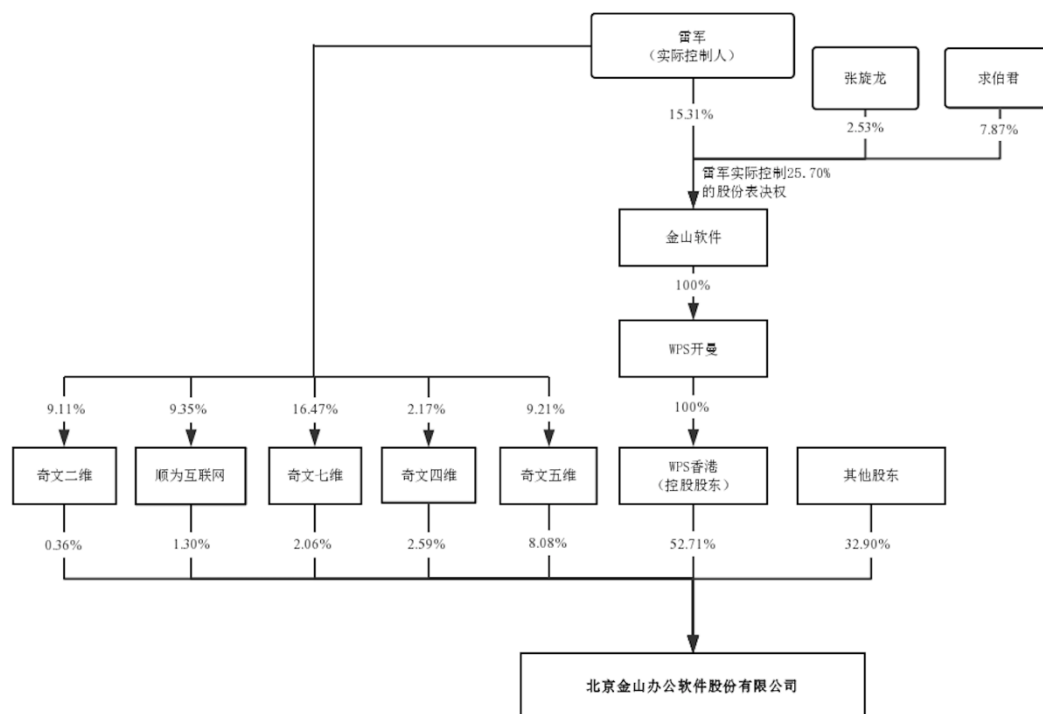 雷军
（实际控制人）
张旋龙
求伯君
15.31%
2.53%
7.87%
雷军实际控制25.70%
的股份表决权
金山软件
100%
WPS开曼
9.11%
9.35%
16.47%
2.17%
9.21%
100%
奇文二维
顺为互联网
奇文七维
奇文四维
奇文五维
WPS香港
（控股股东）
其他股东
0.36%
1.30%
2.06%
2.59%
8.08%
52.71%
32.90%
北京金山办公软件股份有限公司